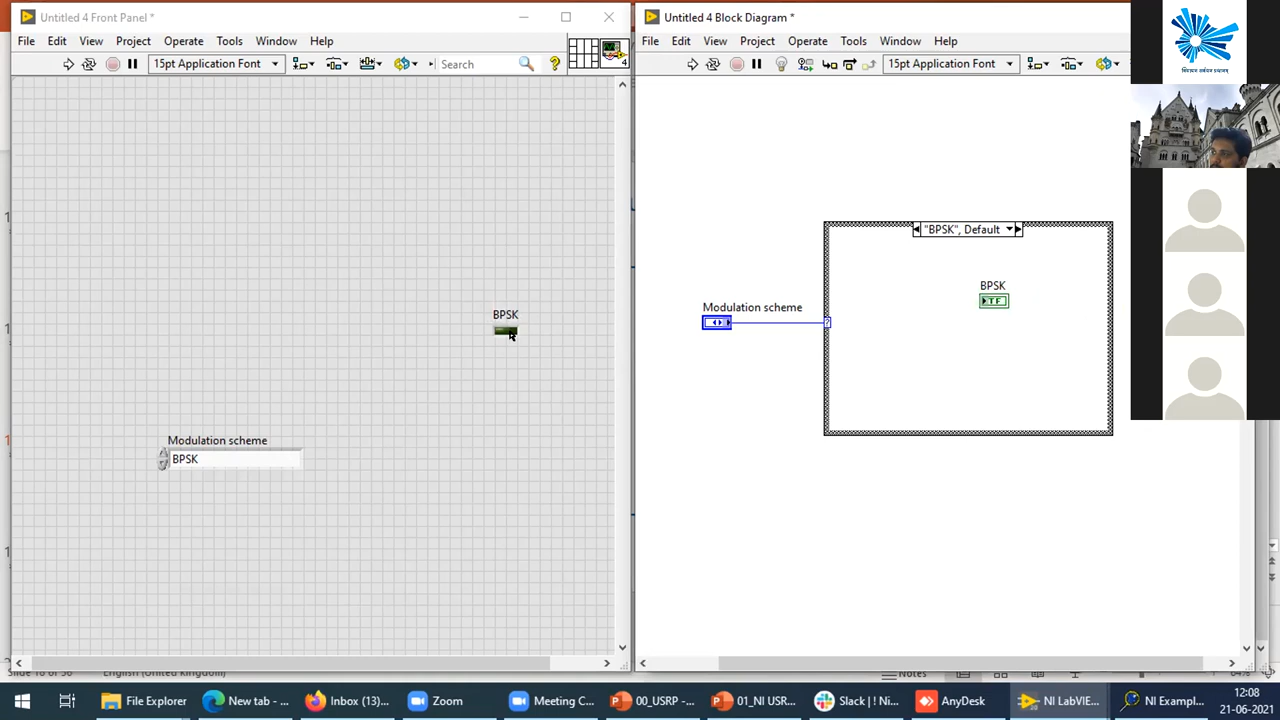 Untitled 4 Front Panel *
File Edit View Project Operate Tools Window Help
15pt Application Font
Search
4
BPSK
Modulation scheme
BPSK
Untitled 4 Block Diagram *
File Edit View Project Operate Tools Window Help
15pt Application Font
"BPSK", Default
BPSK
TF
Modulation scheme
?
English (United Kingdom)
Notes
File Explorer
New tab - ...
Inbox (13)...
Zoom
Meeting C...
00_USRP -...
01_NI USR...
Slack | ! Ni...
AnyDesk
NI LabVIE...
NI Exampl...
12:08
21-06-2021